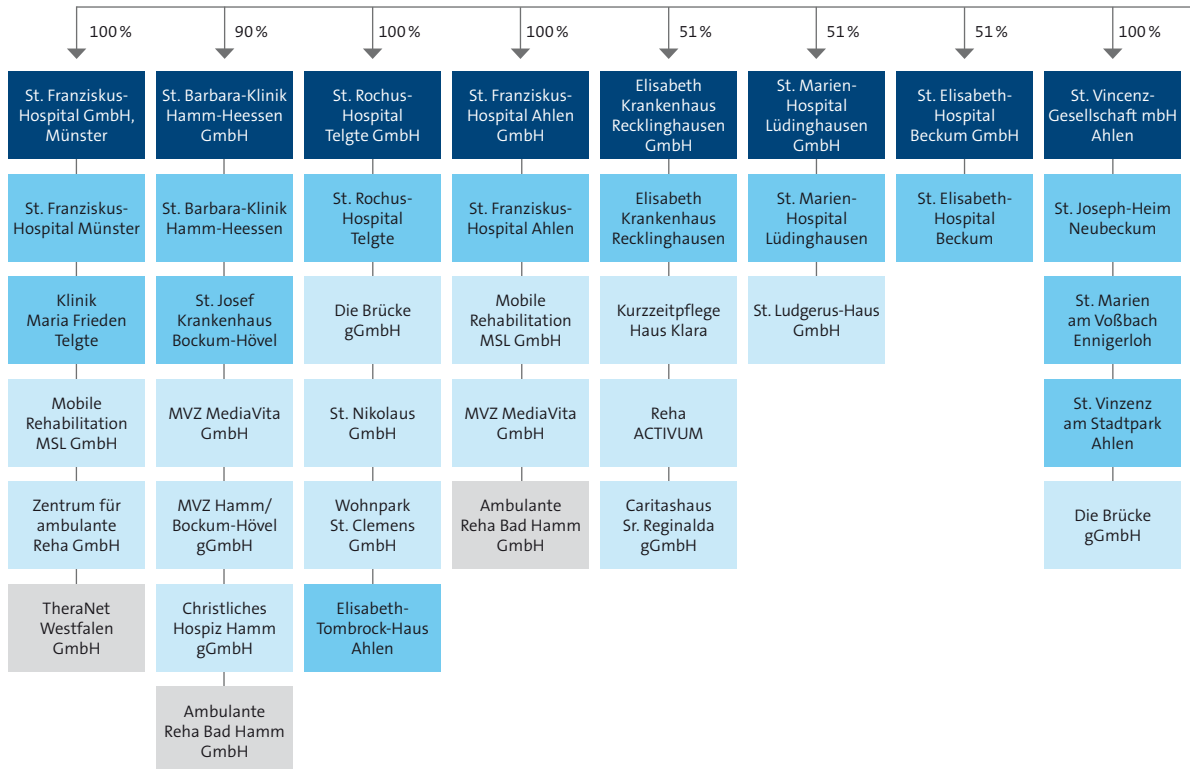 100 %
90 %
100 %
100 %
51 %
51 %
51 %
100 %
St. Franziskus-
Hospital GmbH,
Münster
St. Barbara-Klinik
Hamm-Heessen
GmbH
St. Rochus-
Hospital
Telgte GmbH
St. Franziskus-
Hospital Ahlen
GmbH
Elisabeth
Krankenhaus
Recklinghausen
GmbH
St. Marien-
Hospital
Lüdinghausen
GmbH
St. Elisabeth-
Hospital
Beckum GmbH
St. Vincenz-
Gesellschaft mbH
Ahlen
St. Franziskus-
Hospital Münster
St. Barbara-Klinik
Hamm-Heessen
St. Rochus-
Hospital
Telgte
St. Franziskus-
Hospital Ahlen
Elisabeth
Krankenhaus
Recklinghausen
St. Marien-
Hospital
Lüdinghausen
St. Elisabeth-
Hospital
Beckum
St. Joseph-Heim
Neubeckum
Klinik
Maria Frieden
Telgte
St. Josef
Krankenhaus
Bockum-Hövel
Die Brücke
gGmbH
Mobile
Rehabilitation
MSL GmbH
Kurzzeitpflege
Haus Klara
St. Ludgerus-Haus
GmbH
St. Marien
am Voßbach
Ennigerloh
Mobile
Rehabilitation
MSL GmbH
MVZ MediaVita
GmbH
St. Nikolaus
GmbH
MVZ MediaVita
GmbH
Reha
ACTIVUM
St. Vinzenz
am Stadtpark
Ahlen
Zentrum für
ambulante
Reha GmbH
MVZ Hamm/
Bockum-Hövel
gGmbH
Wohnpark
St. Clemens
GmbH
Ambulante
Reha Bad Hamm
GmbH
Caritashaus
Sr. Reginalda
gGmbH
Die Brücke
gGmbH
TheraNet
Westfalen
GmbH
Christliches
Hospiz Hamm
gGmbH
Elisabeth-
Tombrock-Haus
Ahlen
Ambulante
Reha Bad Hamm
GmbH